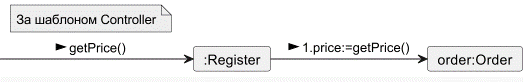 За шаблоном Controller
getPrice()
:Register
1.price:=getPrice()
order:Order